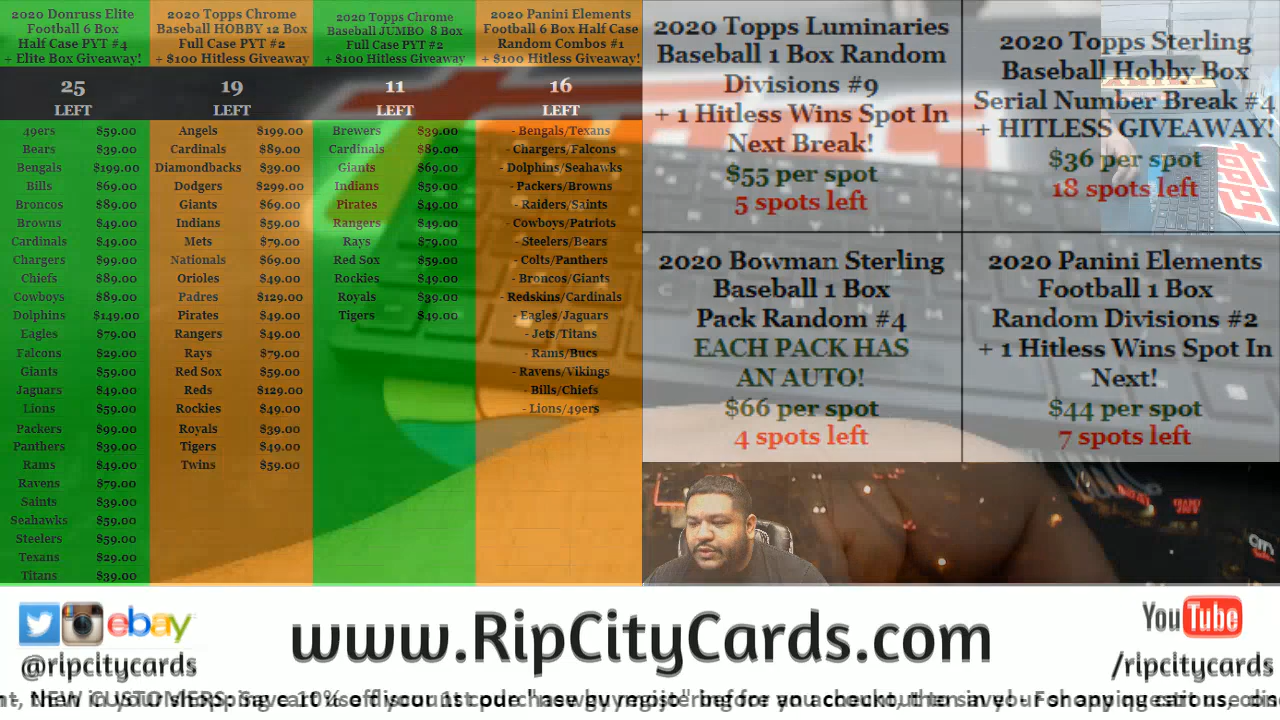 2020 Donruss Elite
Football 6 Box
Half Case PYT #4
+ Elite Box Giveaway!
25
LEFT
49ers $59.00
Bears $39.00
Bengals $199.00
Bills $69.00
Broncos $89.00
Browns $49.00
Cardinals $49.00
Chargers $99.00
Chiefs $89.00
Cowboys $89.00
Dolphins $149.00
Eagles $79.00
Falcons $29.00
Giants $59.00
Jaguars $49.00
Lions $59.00
Packers $99.00
Panthers $39.00
Rams $49.00
Ravens $79.00
Saints $39.00
Seahawks $59.00
Steelers $59.00
Texans $29.00
Titans $39.00
2020 Topps Chrome
Baseball HOBBY 12 Box
Full Case PYT #2
+ $100 Hitless Giveaway
19
LEFT
Angels $199.00
Cardinals $89.00
Diamondbacks $39.00
Dodgers $299.00
Giants $69.00
Indians $59.00
Mets $79.00
Nationals $69.00
Orioles $49.00
Padres $129.00
Pirates $49.00
Rangers $49.00
Rays $79.00
Red Sox $59.00
Reds $129.00
Rockies $49.00
Royals $39.00
Tigers $49.00
Twins $59.00
2020 Topps Chrome
Baseball JUMBO 8 Box
Full Case PYT #2
+ $100 Hitless Giveaway
11
LEFT
Brewers $39.00
Cardinals $89.00
Giants $69.00
Indians $59.00
Pirates $49.00
Rangers $49.00
Rays $79.00
Red Sox $59.00
Rockies $49.00
Royals $39.00
Tigers $49.00
2020 Panini Elements
Football 6 Box Half Case
Random Combos #1
+ $100 Hitless Giveaway!
16
LEFT
- Bengals/Texans
- Chargers/Falcons
- Dolphins/Seahawks
- Packers/Browns
- Raiders/Saints
- Cowboys/Patriots
- Steelers/Bears
- Colts/Panthers
- Broncos/Giants
- Redskins/Cardinals
- Eagles/Jaguars
- Jets/Titans
- Rams/Bucs
- Ravens/Vikings
- Bills/Chiefs
- Lions/49ers
2020 Topps Luminaries
Baseball 1 Box Random
Divisions #9
+ 1 Hitless Wins Spot In
Next Break!
$55 per spot
5 spots left
2020 Topps Sterling
Baseball Hobby Box
Serial Number Break #4
+ HITLESS GIVEAWAY!
$36 per spot
18 spots left
topps
2020 Bowman Sterling
Baseball 1 Box
Pack Random #4
EACH PACK HAS
AN AUTO!
$66 per spot
4 spots left
2020 Panini Elements
Football 1 Box
Random Divisions #2
+ 1 Hitless Wins Spot In
Next!
$44 per spot
7 spots left
ebay
@ripcitycards
www.RipCityCards.com
YouTube
/ripcitycards
NEW CUSTOMERS: Save 10%